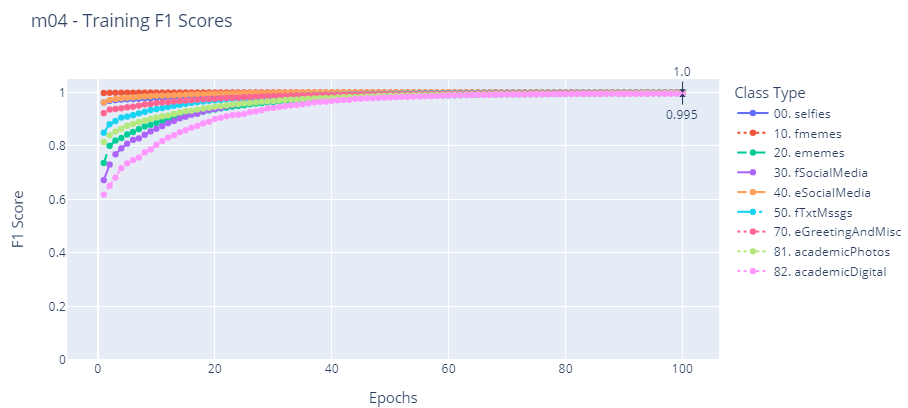 m04 - Training F1 Scores
1.0
0.995
1
0.8
0.6
0.4
0.2
0
F1 Score
0
20
40
60
80
100
Epochs
Class Type
00. selfies
10. fmemes
20. ememes
30. fSocialMedia
40. eSocialMedia
50. fTxtMssgs
70. eGreetingAndMisc
81. academicPhotos
82. academicDigital